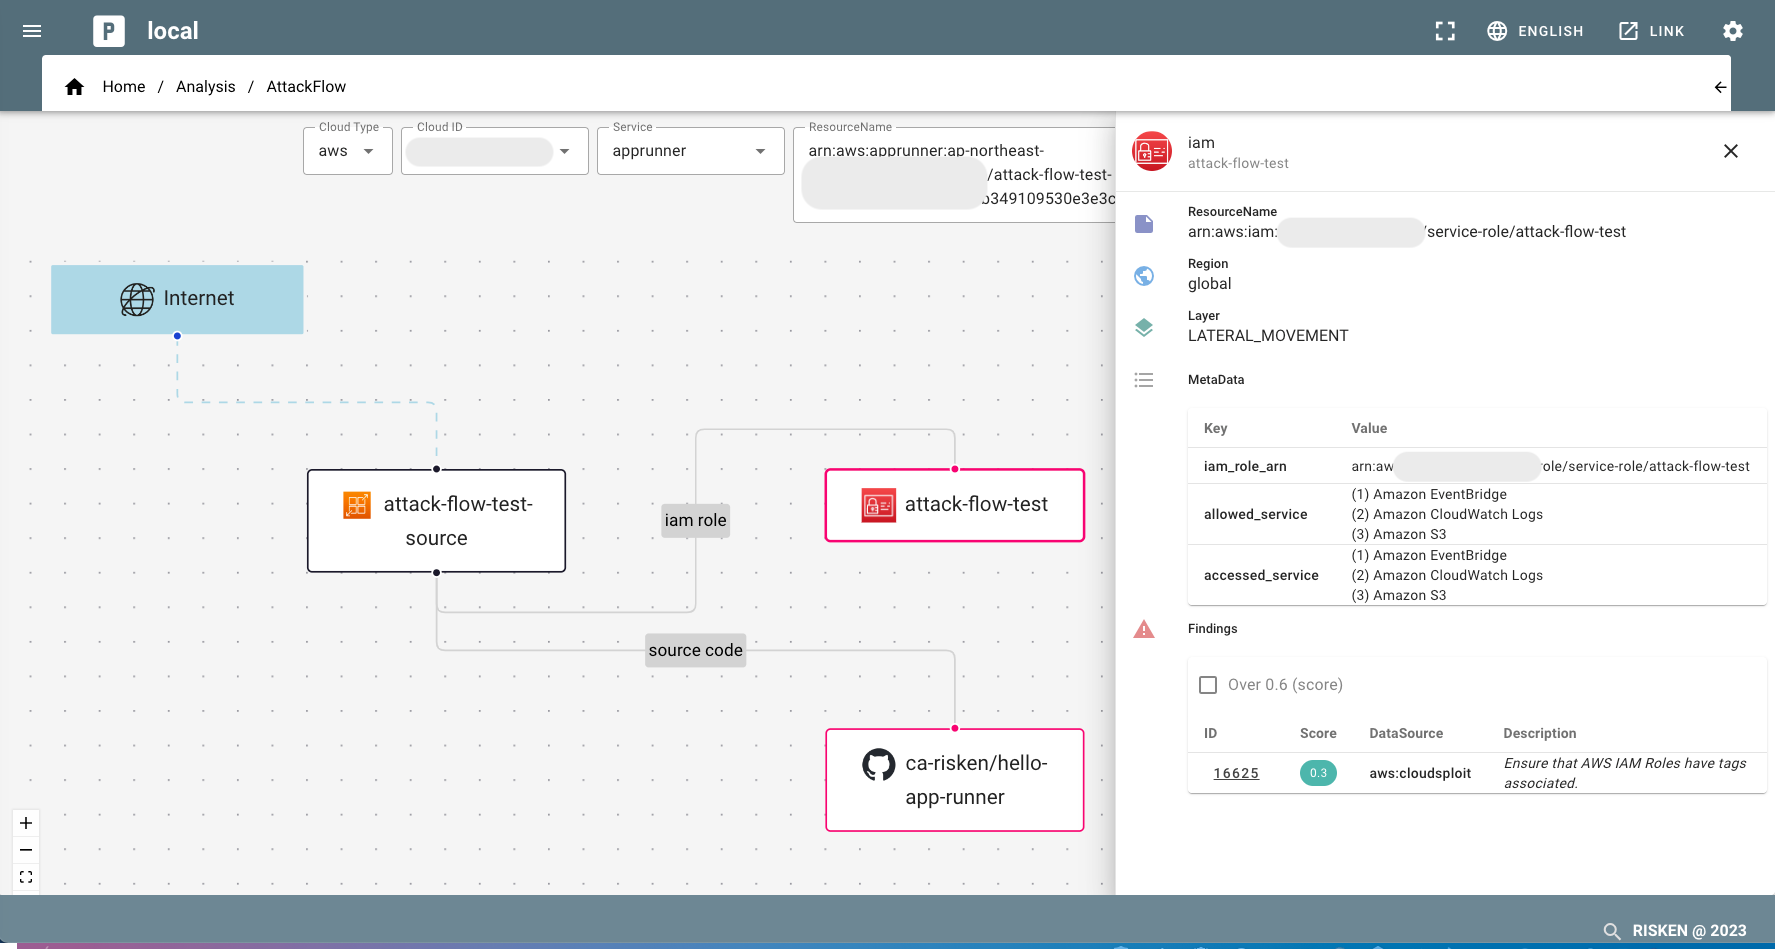 P local
ENGLISH
LINK
Home / Analysis / AttackFlow
Cloud Type
aws
Cloud ID
Service
apprunner
ResourceName
arn:aws:apprunner:ap-northeast-
/attack-flow-test-
b349109530e3e3c
Internet
attack-flow-test-
source
iam role
attack-flow-test
source code
ca-risken/hello-
app-runner
iam
attack-flow-test
ResourceName
arn:aws:iam: /service-role/attack-flow-test
Region
global
Layer
LATERAL_MOVEMENT
MetaData
Key Value
iam_role_arn arn:aw ole/service-role/attack-flow-test
allowed_service (1) Amazon EventBridge
(2) Amazon CloudWatch Logs
(3) Amazon S3
accessed_service (1) Amazon EventBridge
(2) Amazon CloudWatch Logs
(3) Amazon S3
Findings
Over 0.6 (score)
ID Score DataSource Description
16625 0.3 aws:cloudsploit Ensure that AWS IAM Roles have tags
associated.
RISKEN @ 2023